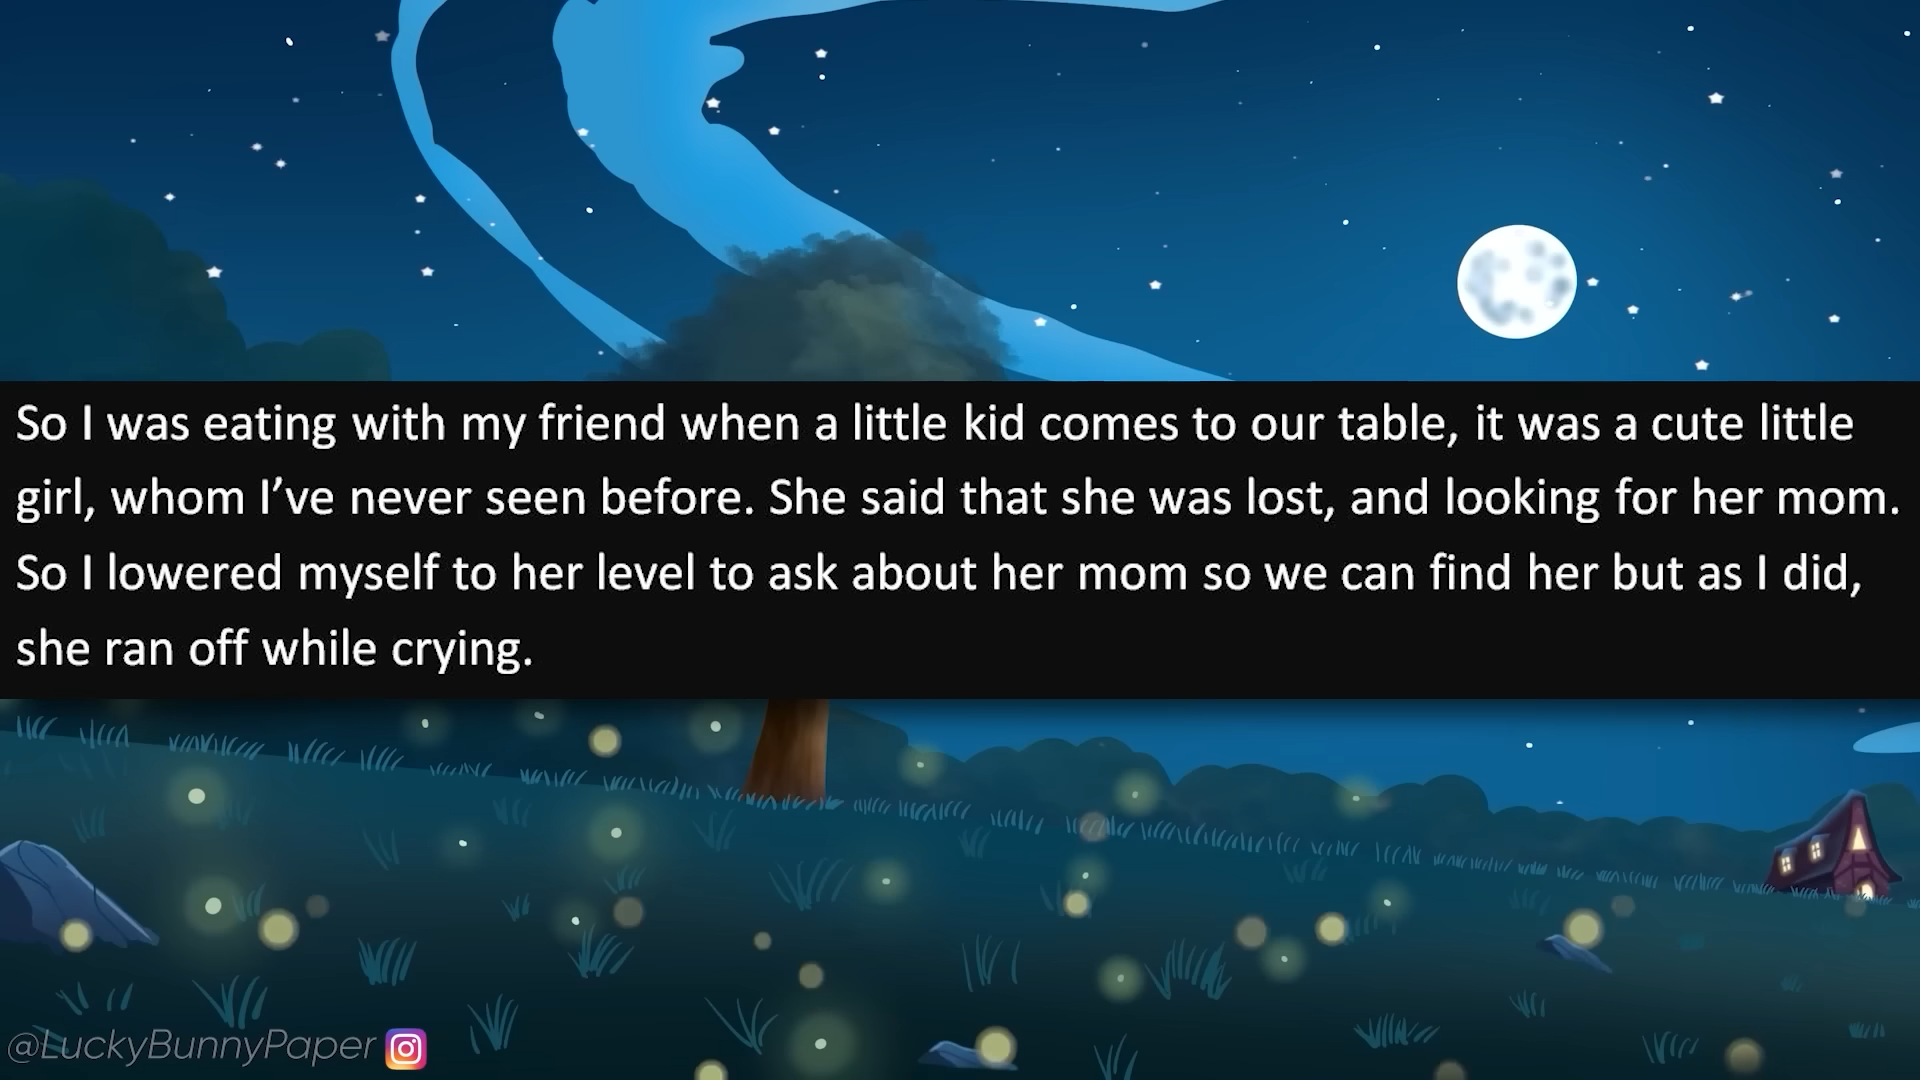 So I was eating with my friend when a little kid comes to our table, it was a cute little
girl, whom I’ve never seen before. She said that she was lost, and looking for her mom.
So I lowered myself to her level to ask about her mom so we can find her but as I did,
she ran off while crying.
@LuckyBunnyPaper